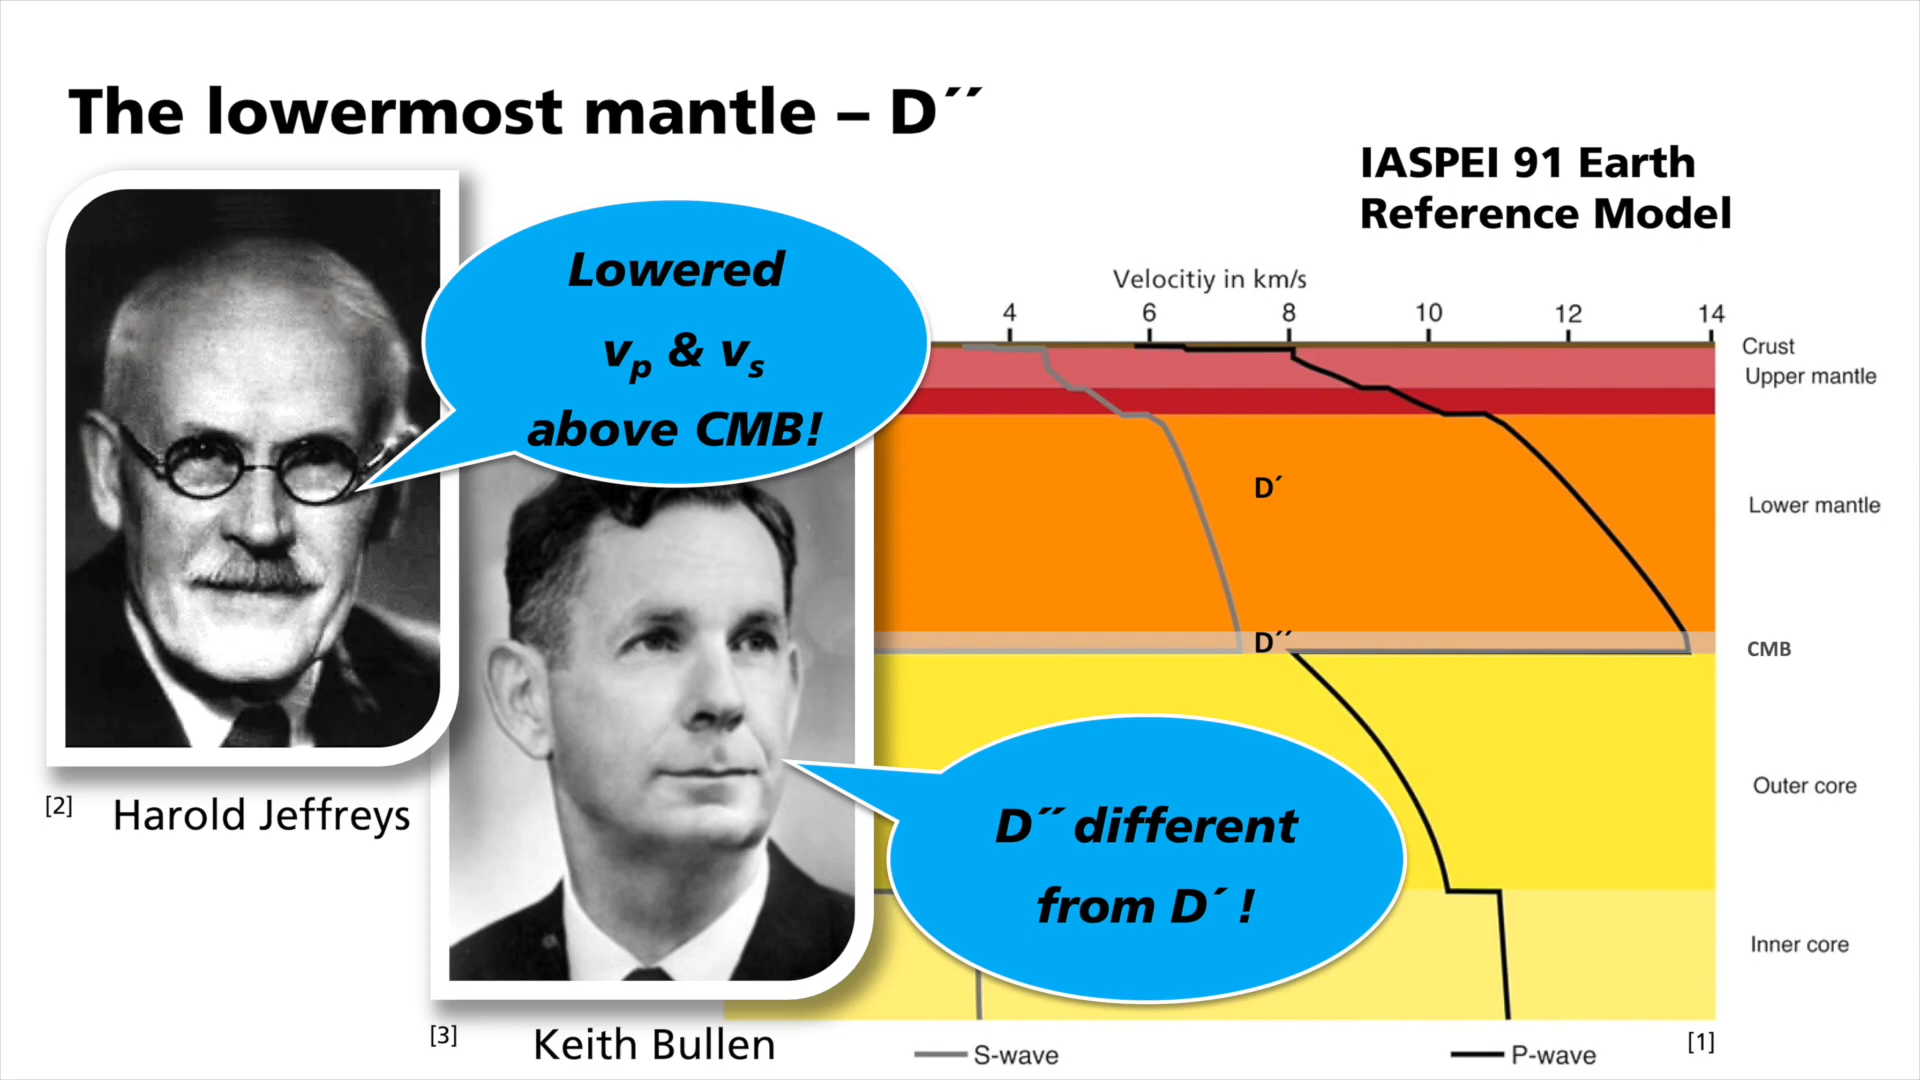 The lowermost mantle – D´´
IASPEI 91 Earth
Reference Model
Lowered
vp & vs
above CMB!
Velocitiy in km/s
4 6 8 10 12 14
Crust
Upper mantle
D´
Lower mantle
D´´
CMB
Outer core
D´´ different
from D´ !
Inner core
[2] Harold Jeffreys
[3] Keith Bullen
S-wave
P-wave
[1]